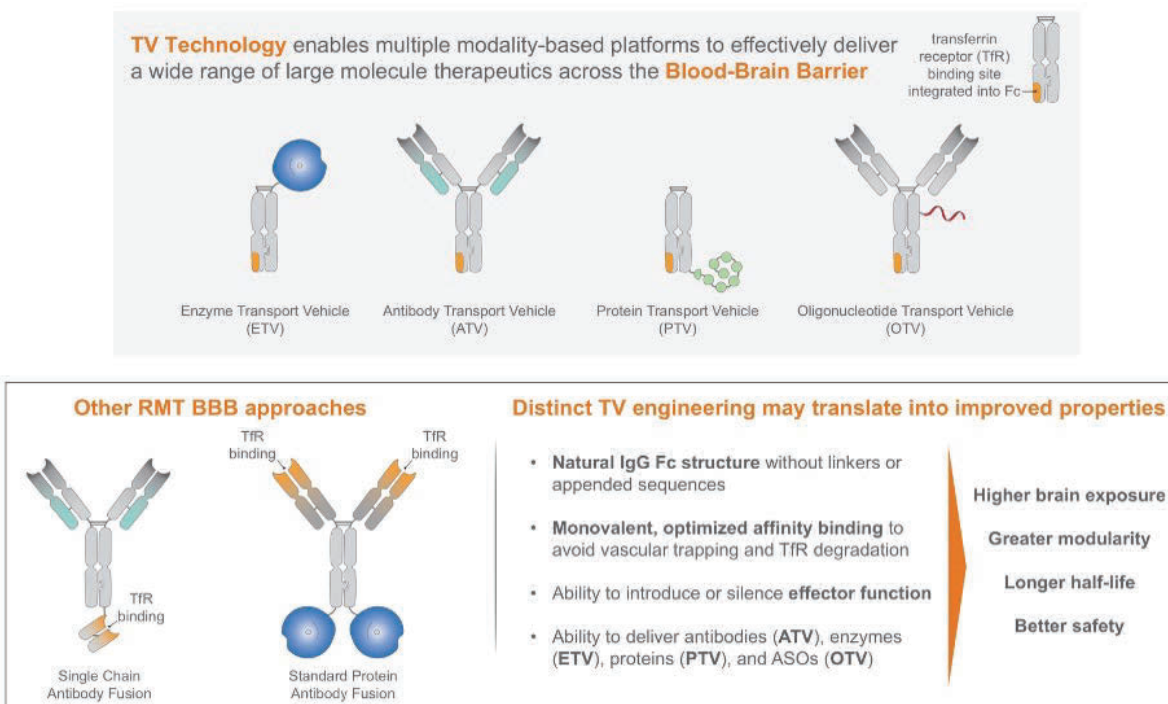 TV Technology enables multiple modality-based platforms to effectively deliver
a wide range of large molecule therapeutics across the Blood-Brain Barrier
transferrin
receptor (TfR)
binding site
integrated into Fc
Enzyme Transport Vehicle
(ETV)
Antibody Transport Vehicle
(ATV)
Protein Transport Vehicle
(PTV)
Oligonucleotide Transport Vehicle
(OTV)
Other RMT BBB approaches
TfR
binding
TfR
binding
TfR
binding
Single Chain
Antibody Fusion
Standard Protein
Antibody Fusion
Distinct TV engineering may translate into improved properties
• Natural IgG Fc structure without linkers or
appended sequences
• Monovalent, optimized affinity binding to
avoid vascular trapping and TfR degradation
• Ability to introduce or silence effector function
• Ability to deliver antibodies (ATV), enzymes
(ETV), proteins (PTV), and ASOs (OTV)
Higher brain exposure
Greater modularity
Longer half-life
Better safety